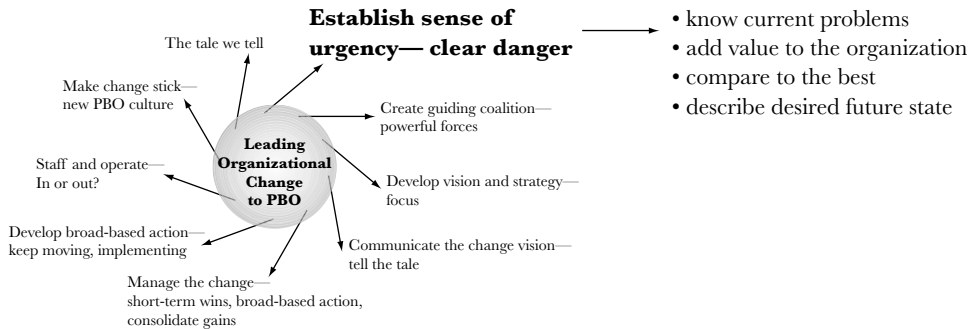 Establish sense of
urgency— clear danger
• know current problems
• add value to the organization
• compare to the best
• describe desired future state
The tale we tell
Make change stick—
new PBO culture
Create guiding coalition—
powerful forces
Leading
Organizational
Change
to PBO
Staff and operate—
In or out?
Develop vision and strategy—
focus
Develop broad-based action—
keep moving, implementing
Communicate the change vision—
tell the tale
Manage the change—
short-term wins, broad-based action,
consolidate gains